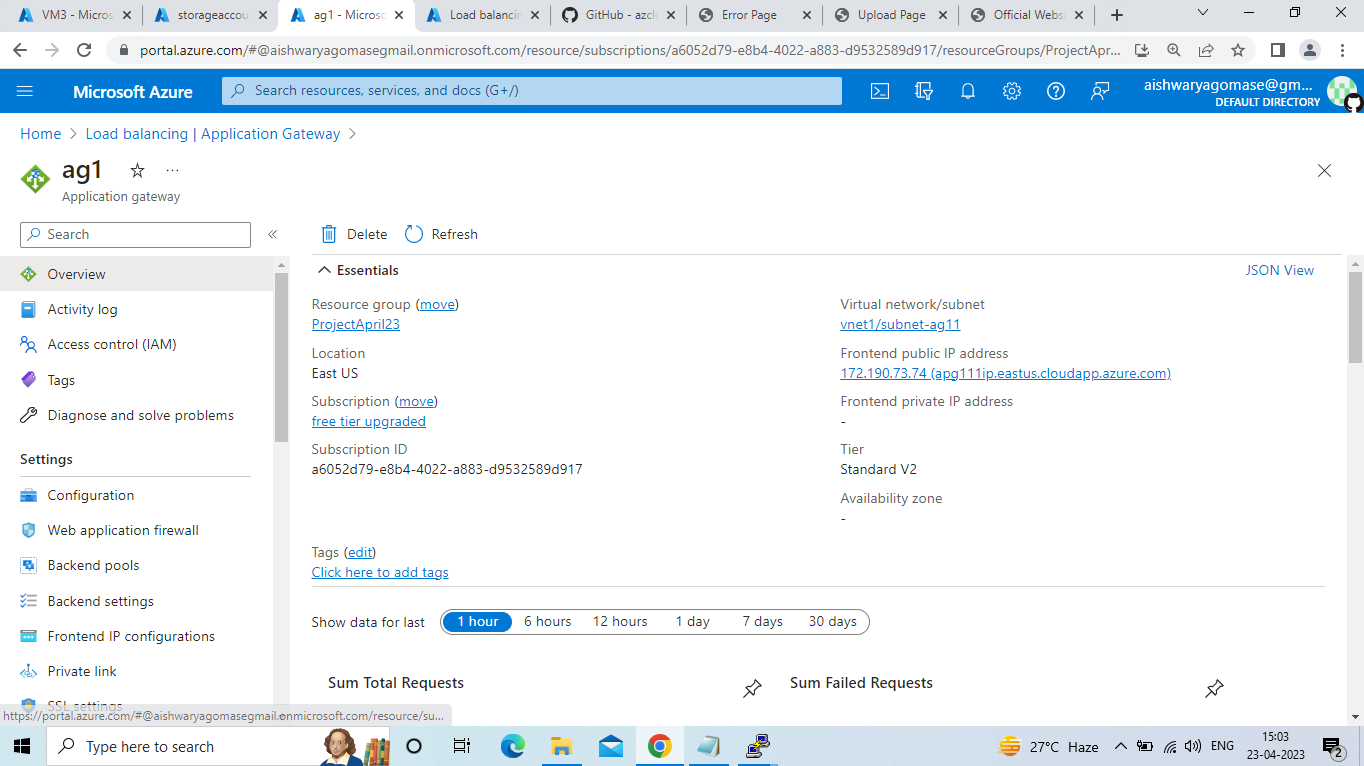 VM3 - Micros
storageaccou
ag1 - Micros
Load balancin
GitHub - azcl
Error Page
Upload Page
Official Webs
portal.azure.com/#@aishwaryagomasegmail.onmicrosoft.com/resource/subscriptions/a6052d79-e8b4-4022-a883-d9532589d917/resourceGroups/ProjectApr...
Microsoft Azure
Search resources, services, and docs (G+/)
aishwaryagomase@gm...
DEFAULT DIRECTORY
Home > Load balancing | Application Gateway >
ag1
Application gateway
Search
Delete
Refresh
Overview
Activity log
Access control (IAM)
Tags
Diagnose and solve problems
Settings
Configuration
Web application firewall
Backend pools
Backend settings
Frontend IP configurations
Private link
SSL settings
Essentials
JSON View
Resource group (move)
ProjectApril23
Location
East US
Subscription (move)
free tier upgraded
Subscription ID
a6052d79-e8b4-4022-a883-d9532589d917
Virtual network/subnet
vnet1/subnet-ag11
Frontend public IP address
172.190.73.74 (apg111ip.eastus.cloudapp.azure.com)
Frontend private IP address
-
Tier
Standard V2
Availability zone
-
Tags (edit)
Click here to add tags
Show data for last
1 hour
6 hours
12 hours
1 day
7 days
30 days
Sum Total Requests
Sum Failed Requests
https://portal.azure.com/#@aishwaryagomasegmail.onmicrosoft.com/resource/su...
Type here to search
27°C Haze
ENG
15:03
23-04-2023
2